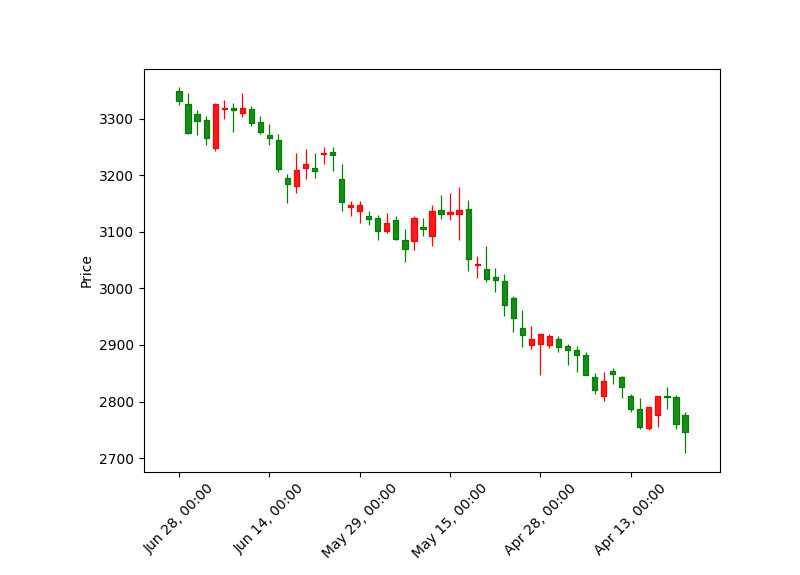 3300
3200
3100
3000
2900
2800
2700
Price
Jun 28, 00:00
Jun 14, 00:00
May 29, 00:00
May 15, 00:00
Apr 28, 00:00
Apr 13, 00:00